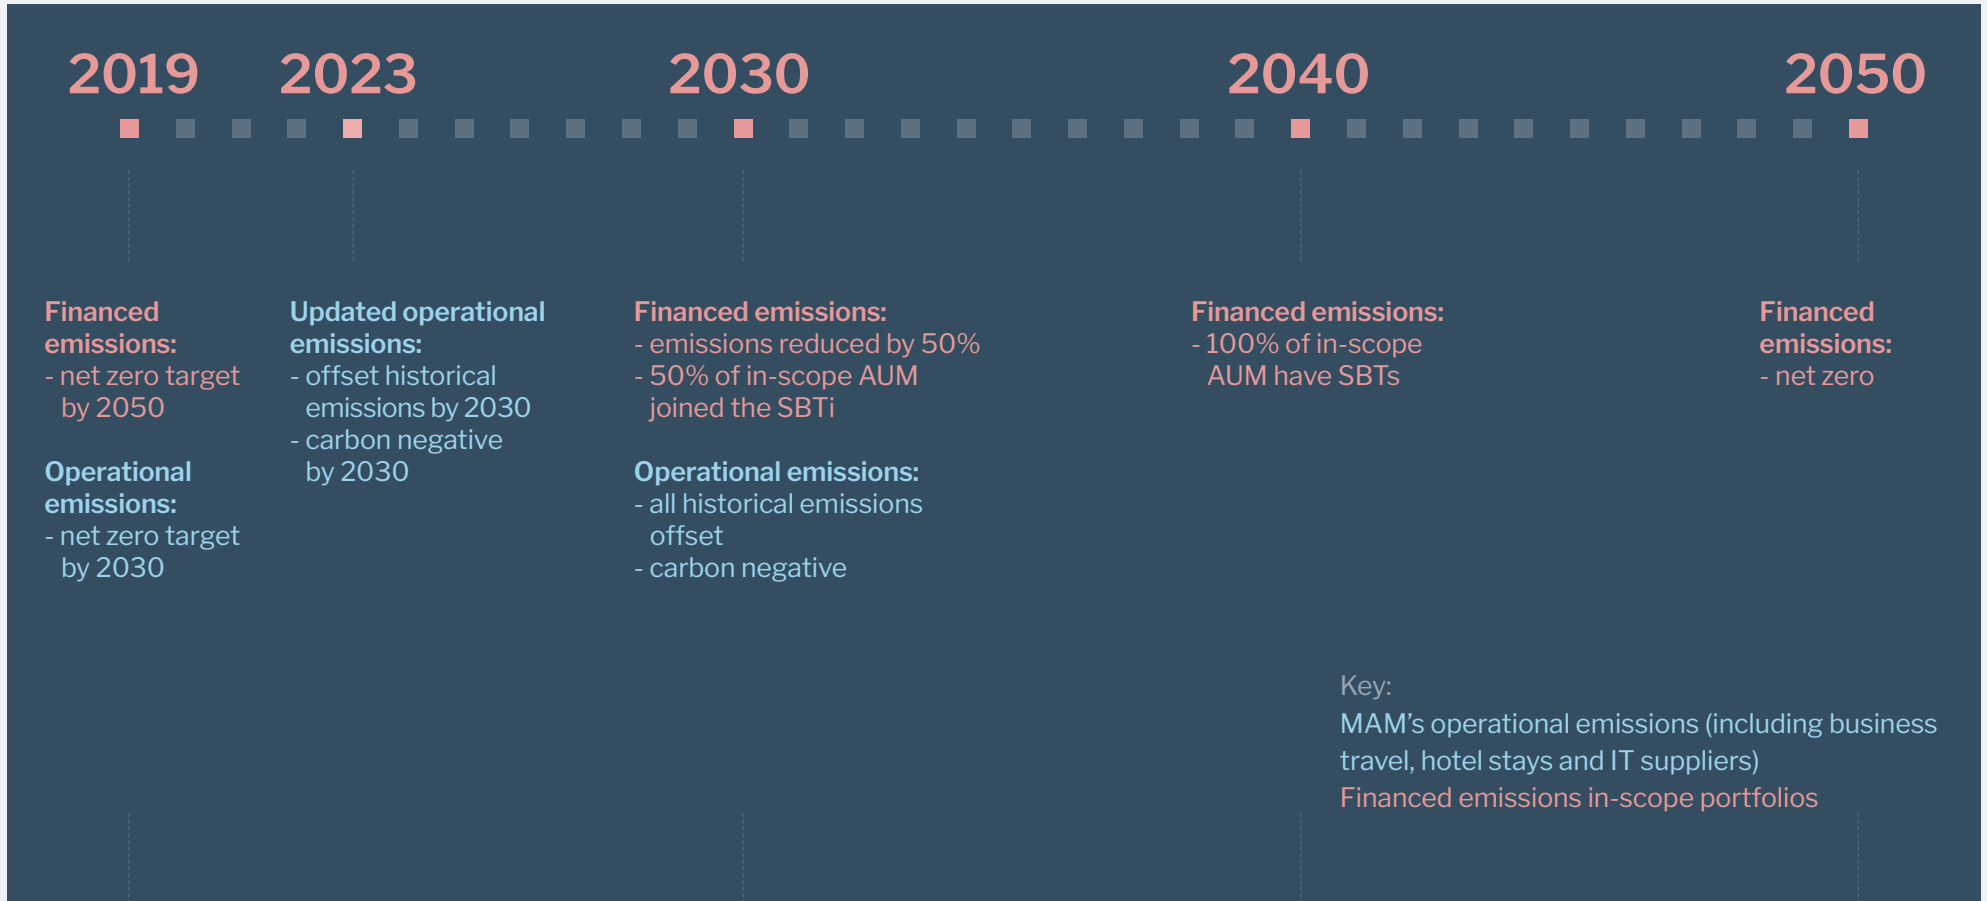 2019
2023
2030
2040
2050
Financed
emissions:
- net zero target
by 2050
Operational
emissions:
- net zero target
by 2030
Updated operational
emissions:
- offset historical
emissions by 2030
- carbon negative
by 2030
Financed emissions:
- emissions reduced by 50%
- 50% of in-scope AUM
joined the SBTi
Operational emissions:
- all historical emissions
offset
- carbon negative
Financed emissions:
- 100% of in-scope
AUM have SBTs
Financed
emissions:
- net zero
Key:
MAM’s operational emissions (including business
travel, hotel stays and IT suppliers)
Financed emissions in-scope portfolios